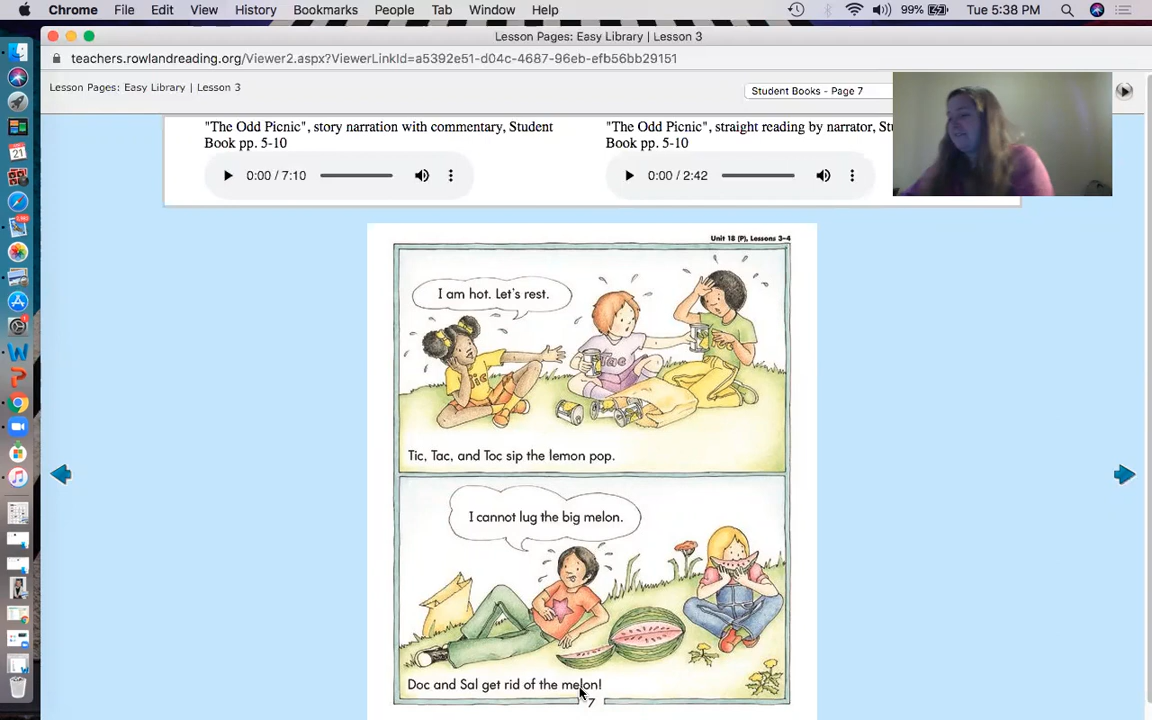 Chrome File Edit View History Bookmarks People Tab Window Help 99% Tue 5:38 PM
Lesson Pages: Easy Library | Lesson 3
teachers.rowlandreading.org/Viewer2.aspx?ViewerLinkId=a5392e51-d04c-4687-96eb-efb56bb29151
Lesson Pages: Easy Library | Lesson 3
Student Books - Page 7
"The Odd Picnic", story narration with commentary, Student
Book pp. 5-10
0:00 / 7:10
"The Odd Picnic", straight reading by narrator, Stu
Book pp. 5-10
0:00 / 2:42
Unit 18 (P), Lessons 3–4
I am hot. Let's rest.
Tic
Tac
Tic, Tac, and Toc sip the lemon pop.
I cannot lug the big melon.
Doc and Sal get rid of the melon!
7